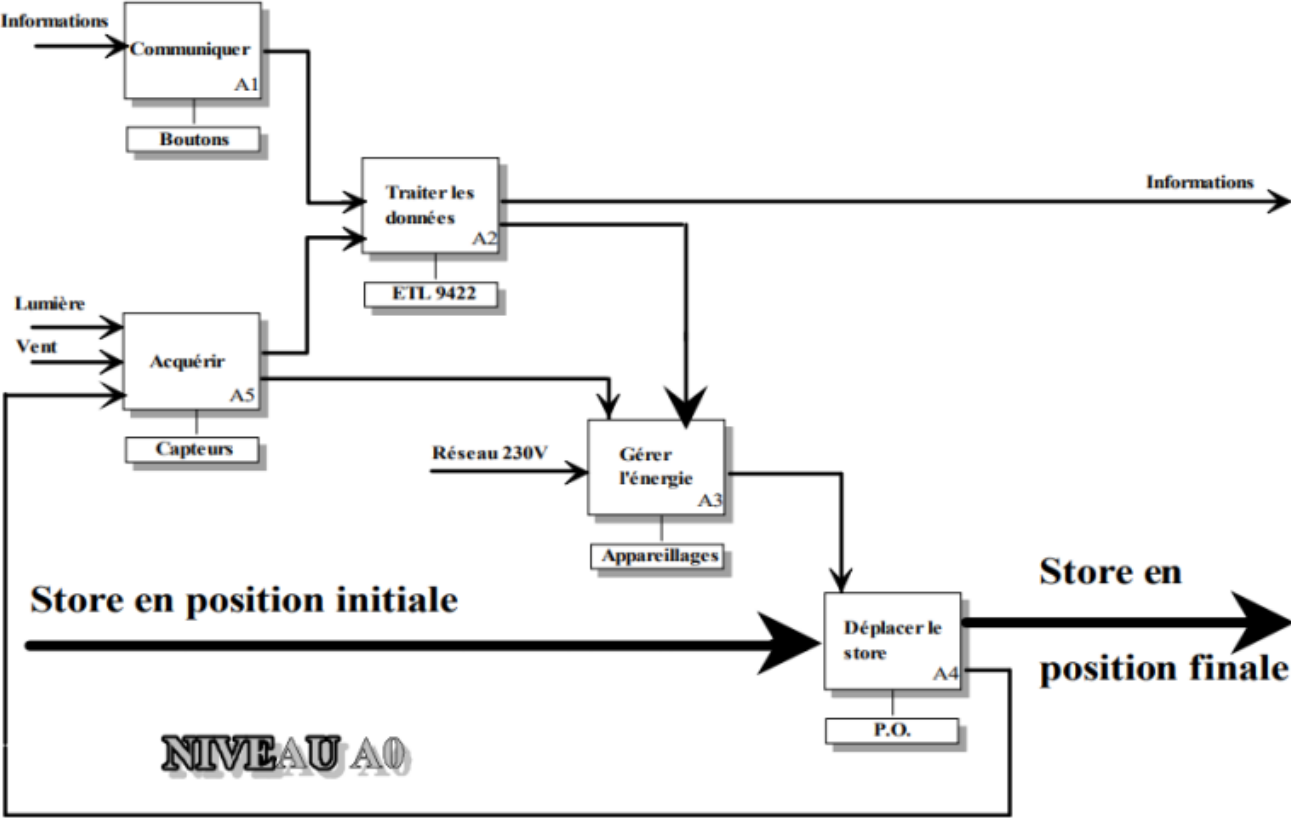 Informations
Communiquer
A1
Boutons
Traiter les
données
A2
ETL 9422
Informations
Lumière
Vent
Acquérir
A5
Capteurs
Réseau 230V
Gérer
l'énergie
A3
Appareillages
Store en position initiale
Déplacer le
store
A4
P.O.
Store en
position finale
NIVEAU A0